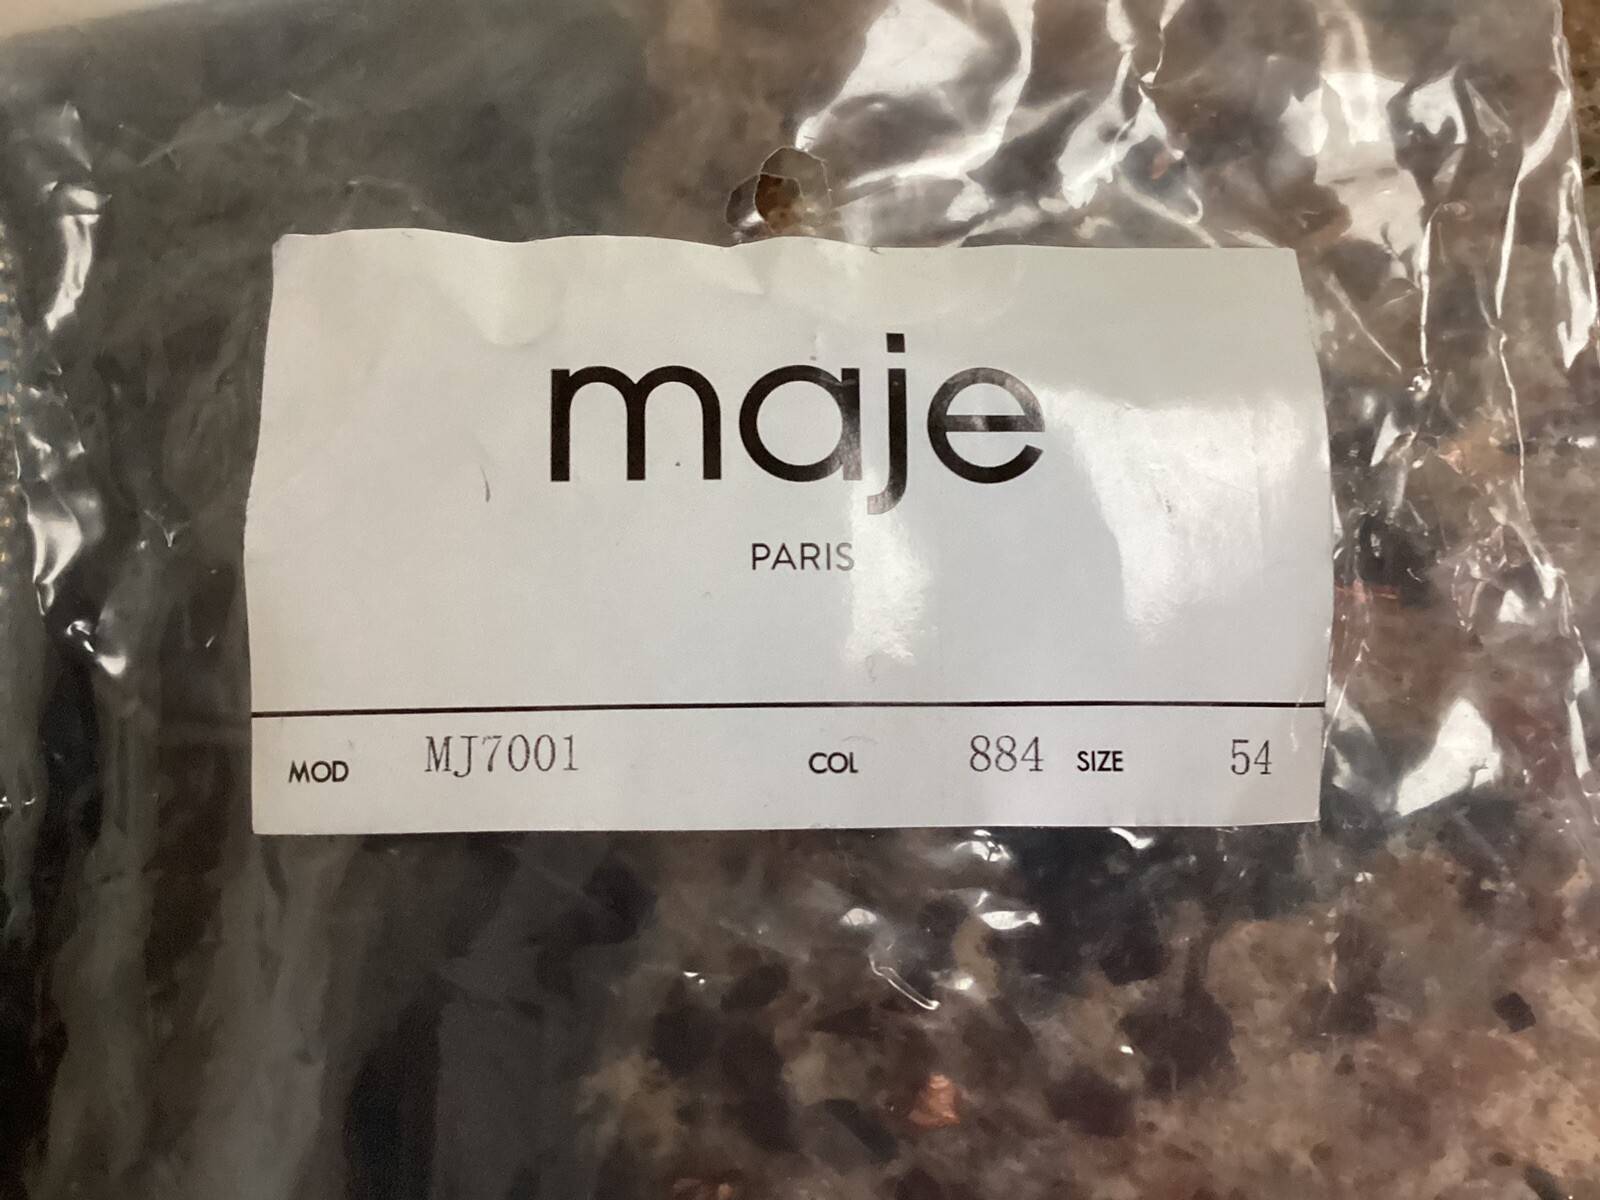 maje
PARIS
MOD MJ7001 COL 884 SIZE 54